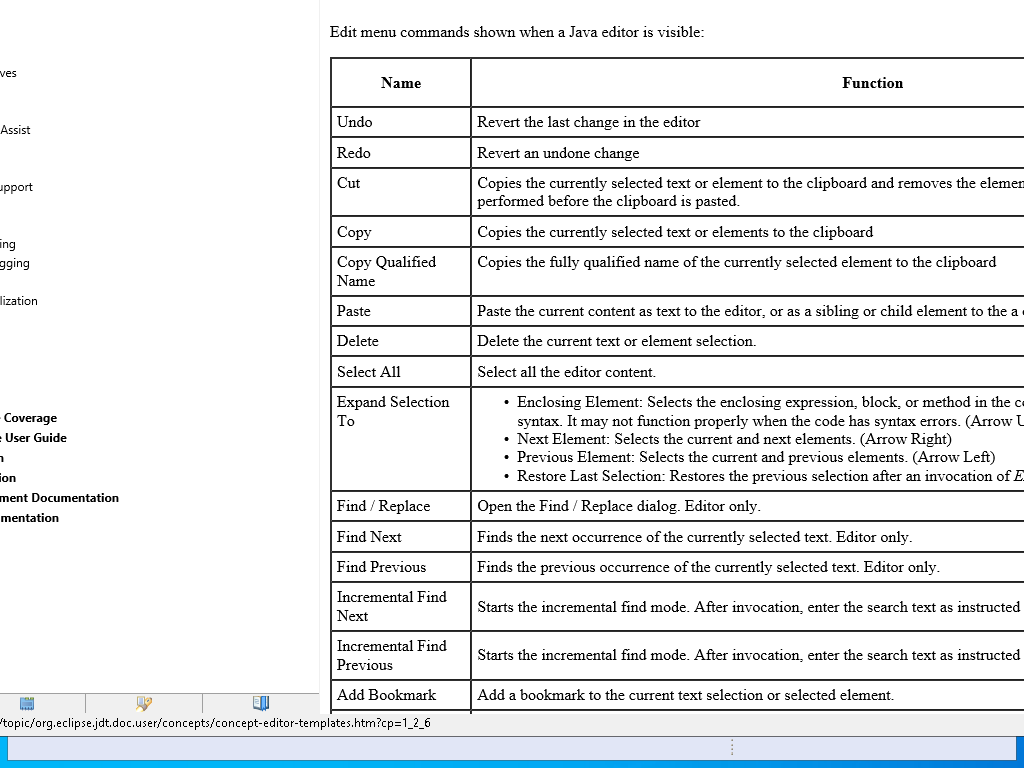 ves
Assist
upport
ing
gging
lization
Coverage
User Guide
n
ion
ment Documentation
mentation
Edit menu commands shown when a Java editor is visible:
Name Function
Undo Revert the last change in the editor
Redo Revert an undone change
Cut Copies the currently selected text or element to the clipboard and removes the elemen
performed before the clipboard is pasted.
Copy Copies the currently selected text or elements to the clipboard
Copy Qualified Copies the fully qualified name of the currently selected element to the clipboard
Name
Paste Paste the current content as text to the editor, or as a sibling or child element to the a
Delete Delete the current text or element selection.
Select All Select all the editor content.
Expand Selection • Enclosing Element: Selects the enclosing expression, block, or method in the c
To syntax. It may not function properly when the code has syntax errors. (Arrow U
• Next Element: Selects the current and next elements. (Arrow Right)
• Previous Element: Selects the current and previous elements. (Arrow Left)
• Restore Last Selection: Restores the previous selection after an invocation of E
Find / Replace Open the Find / Replace dialog. Editor only.
Find Next Finds the next occurrence of the currently selected text. Editor only.
Find Previous Finds the previous occurrence of the currently selected text. Editor only.
Incremental Find Starts the incremental find mode. After invocation, enter the search text as instructed
Next
Incremental Find Starts the incremental find mode. After invocation, enter the search text as instructed
Previous
Add Bookmark Add a bookmark to the current text selection or selected element.
/topic/org.eclipse.jdt.doc.user/concepts/concept-editor-templates.htm?cp=1_2_6